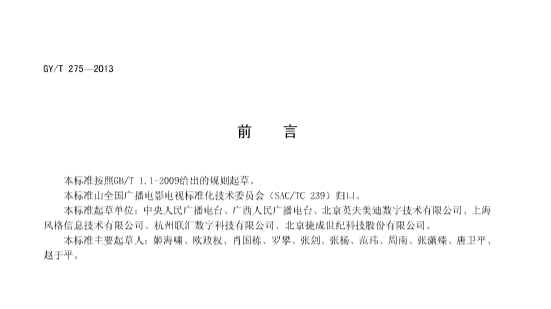 GY/T 275—2013
前 言
本标准按照GB/T 1.1-2009给出的规则起草。
本标准由全国广播电影电视标准化技术委员会（SAC/TC 239）归口。
本标准起草单位：中央人民广播电台、广西人民广播电台、北京英夫美迪数字技术有限公司、上海
风格信息技术有限公司、杭州联汇数字科技有限公司、北京捷成世纪科技股份有限公司。
本标准主要起草人：姬海啸、欧政权、肖国栋、罗攀、张剑、张杨、范玮、周南、张潇臻、唐卫平、
赵于平。